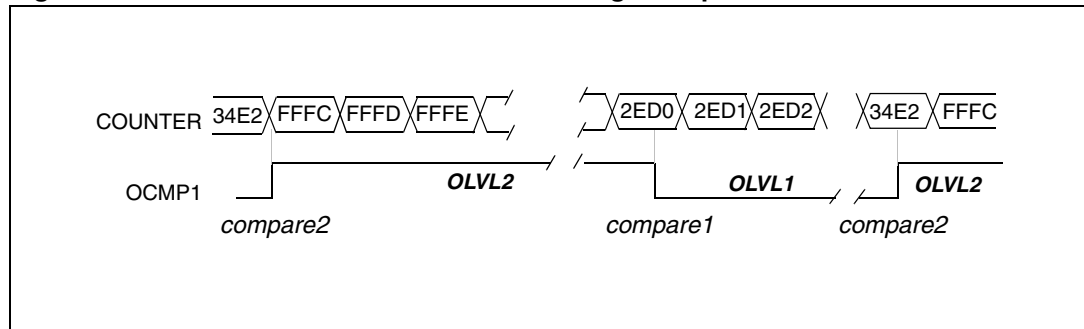 COUNTER 34E2 FFFC FFFD FFFE 2ED0 2ED1 2ED2 34E2 FFFC
OCMP1 OLVL2 OLVL1 OLVL2
compare2 compare1 compare2